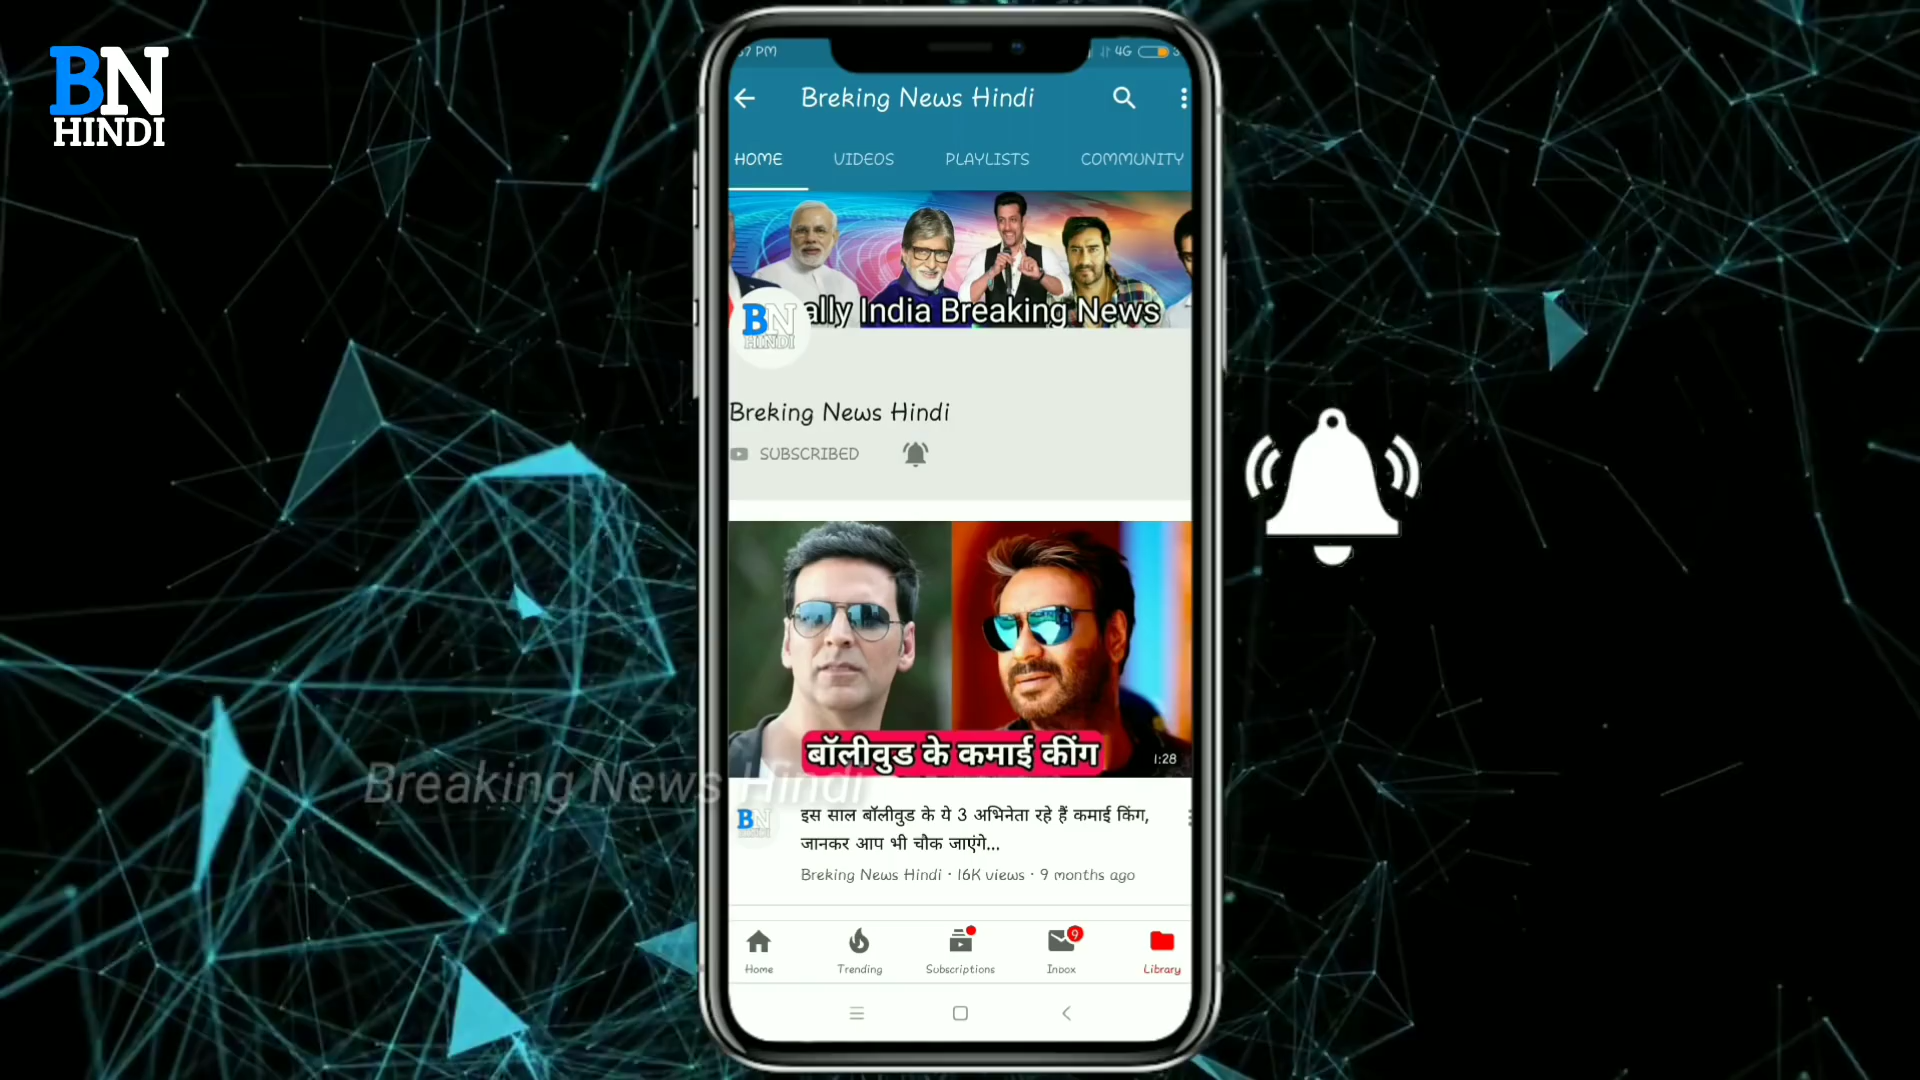 BN
HINDI
7 PM
4G
Breking News Hindi
HOME VIDEOS PLAYLISTS COMMUNITY
ally India Breaking News
BN
HINDI
Breking News Hindi
SUBSCRIBED
बॉलीवुड के कमाई कींग
1:28
Breaking News Hindi
BN
इस साल बॉलीवुड के ये 3 अभिनेता रहे हैं कमाई किंग,
जानकर आप भी चौक जाएंगे...
Breking News Hindi · 16K views · 9 months ago
9
Home Trending Subscriptions Inbox Library